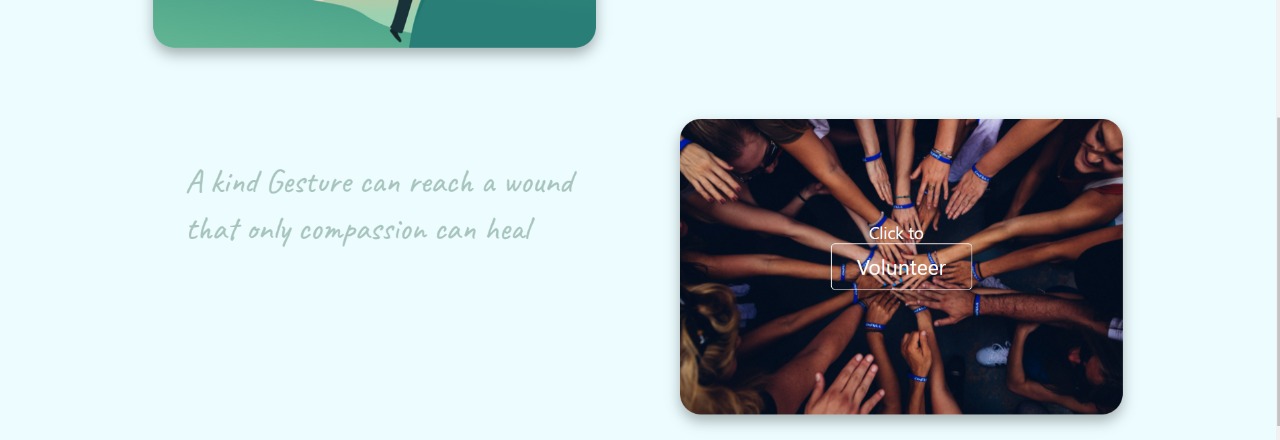 A kind Gesture can reach a wound
that only compassion can heal
Click to
Volunteer